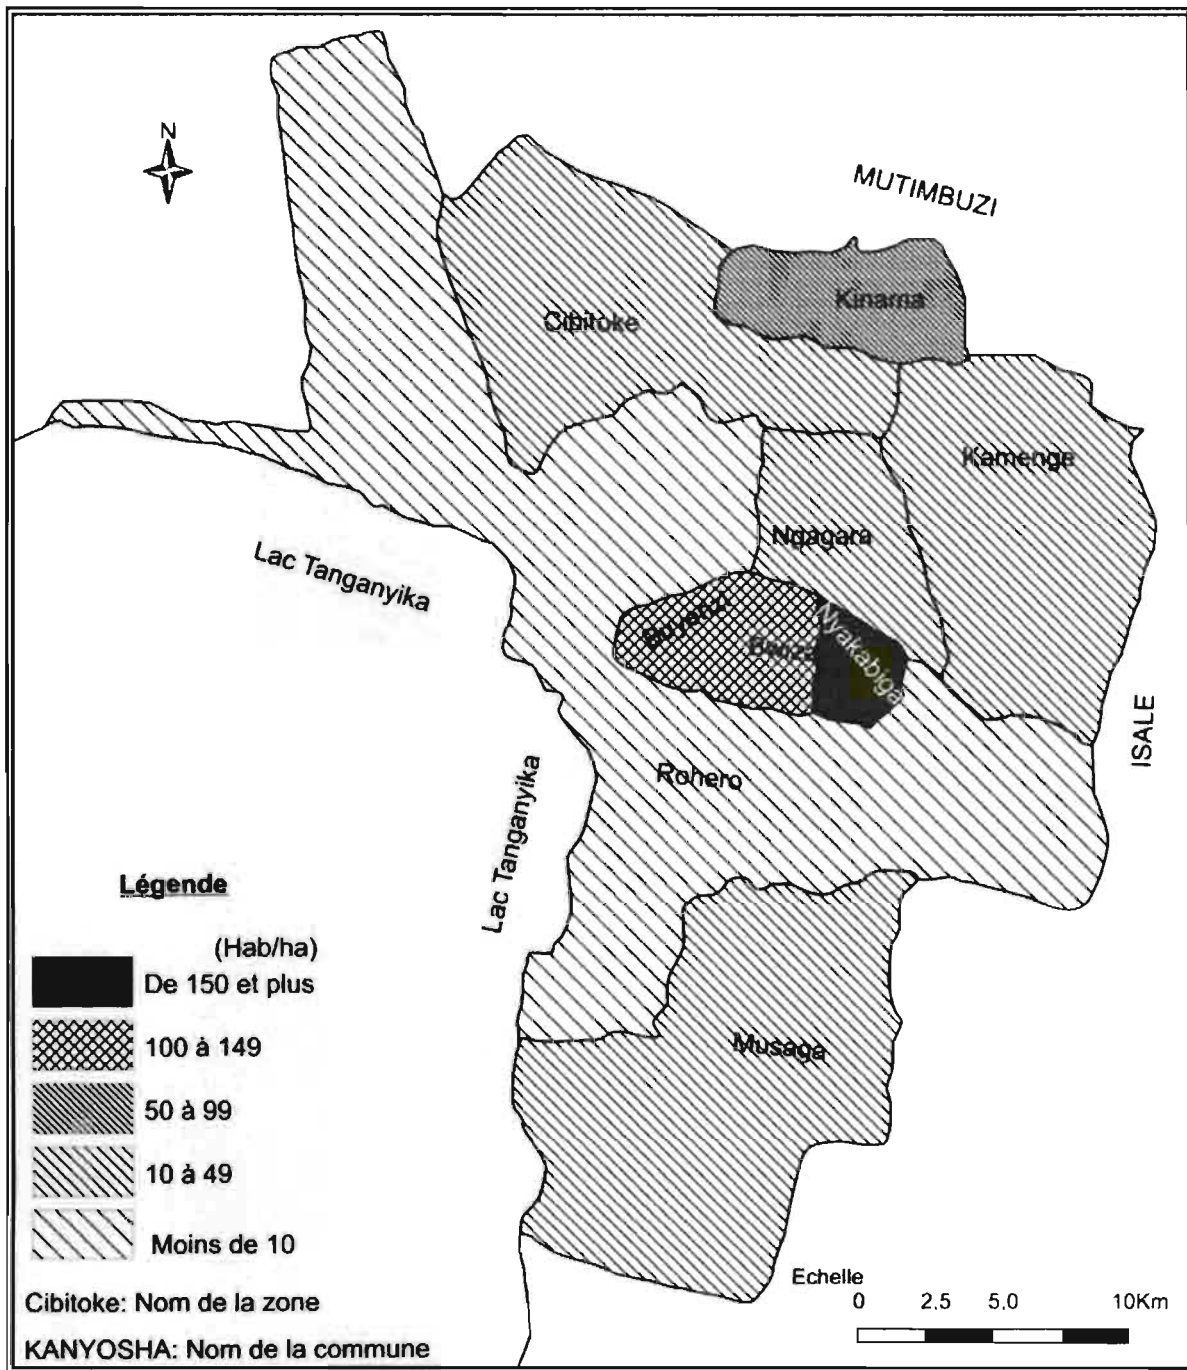 N
MUTIMBUZI
Kinama
Cibitoke
Kamenge
Lac Tanganyika
Nqagara
Buyenzi
Bwiza
Nyakabiga
ISALE
Rohero
Lac Tanganyika
Musaga
Légende
(Hab/ha)
De 150 et plus
100 à 149
50 à 99
10 à 49
Moins de 10
Cibitoke: Nom de la zone
KANYOSHA: Nom de la commune
Echelle
0 2.5 5.0 10Km